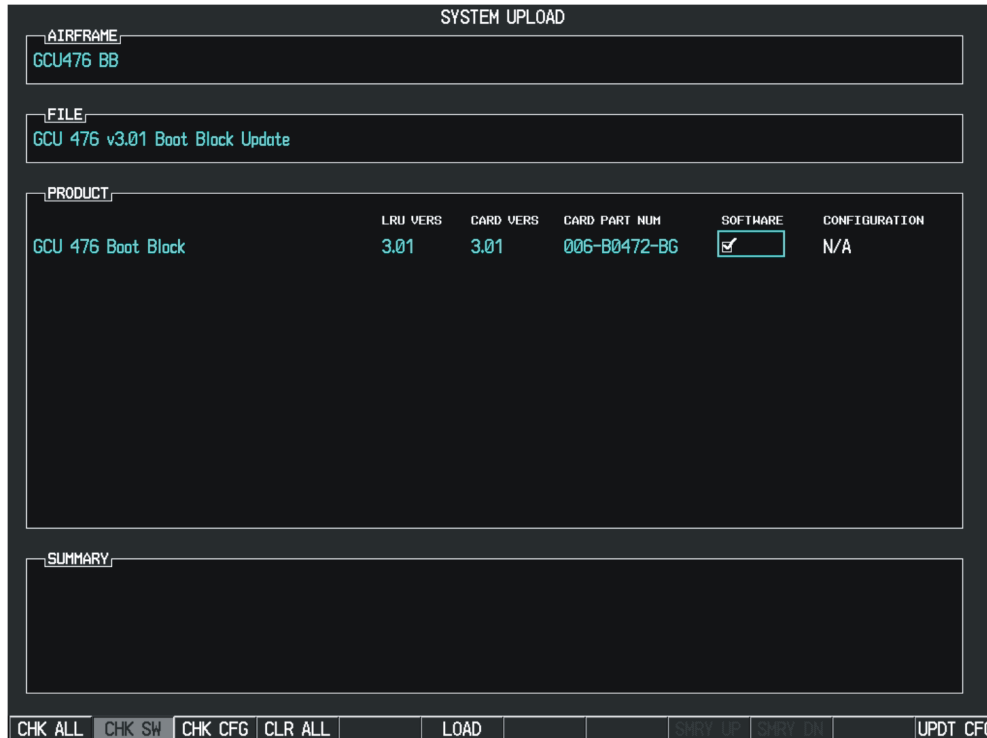 SYSTEM UPLOAD
AIRFRAME
GCU476 BB
FILE
GCU 476 v3.01 Boot Block Update
PRODUCT
LRU VERS CARD VERS CARD PART NUM SOFTWARE CONFIGURATION
GCU 476 Boot Block 3.01 3.01 006-B0472-BG N/A
SUMMARY
CHK ALL CHK SW CHK CFG CLR ALL LOAD SMRY UP SMRY DN UPDT CFG